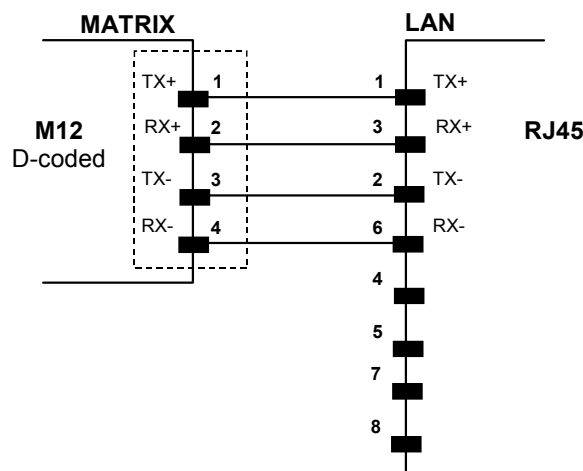 MATRIX LAN
TX+ 1 1 TX+
M12 RX+ 2 3 RX+ RJ45
D-coded
TX- 3 2 TX-
RX- 4 6 RX-
4
5
7
8